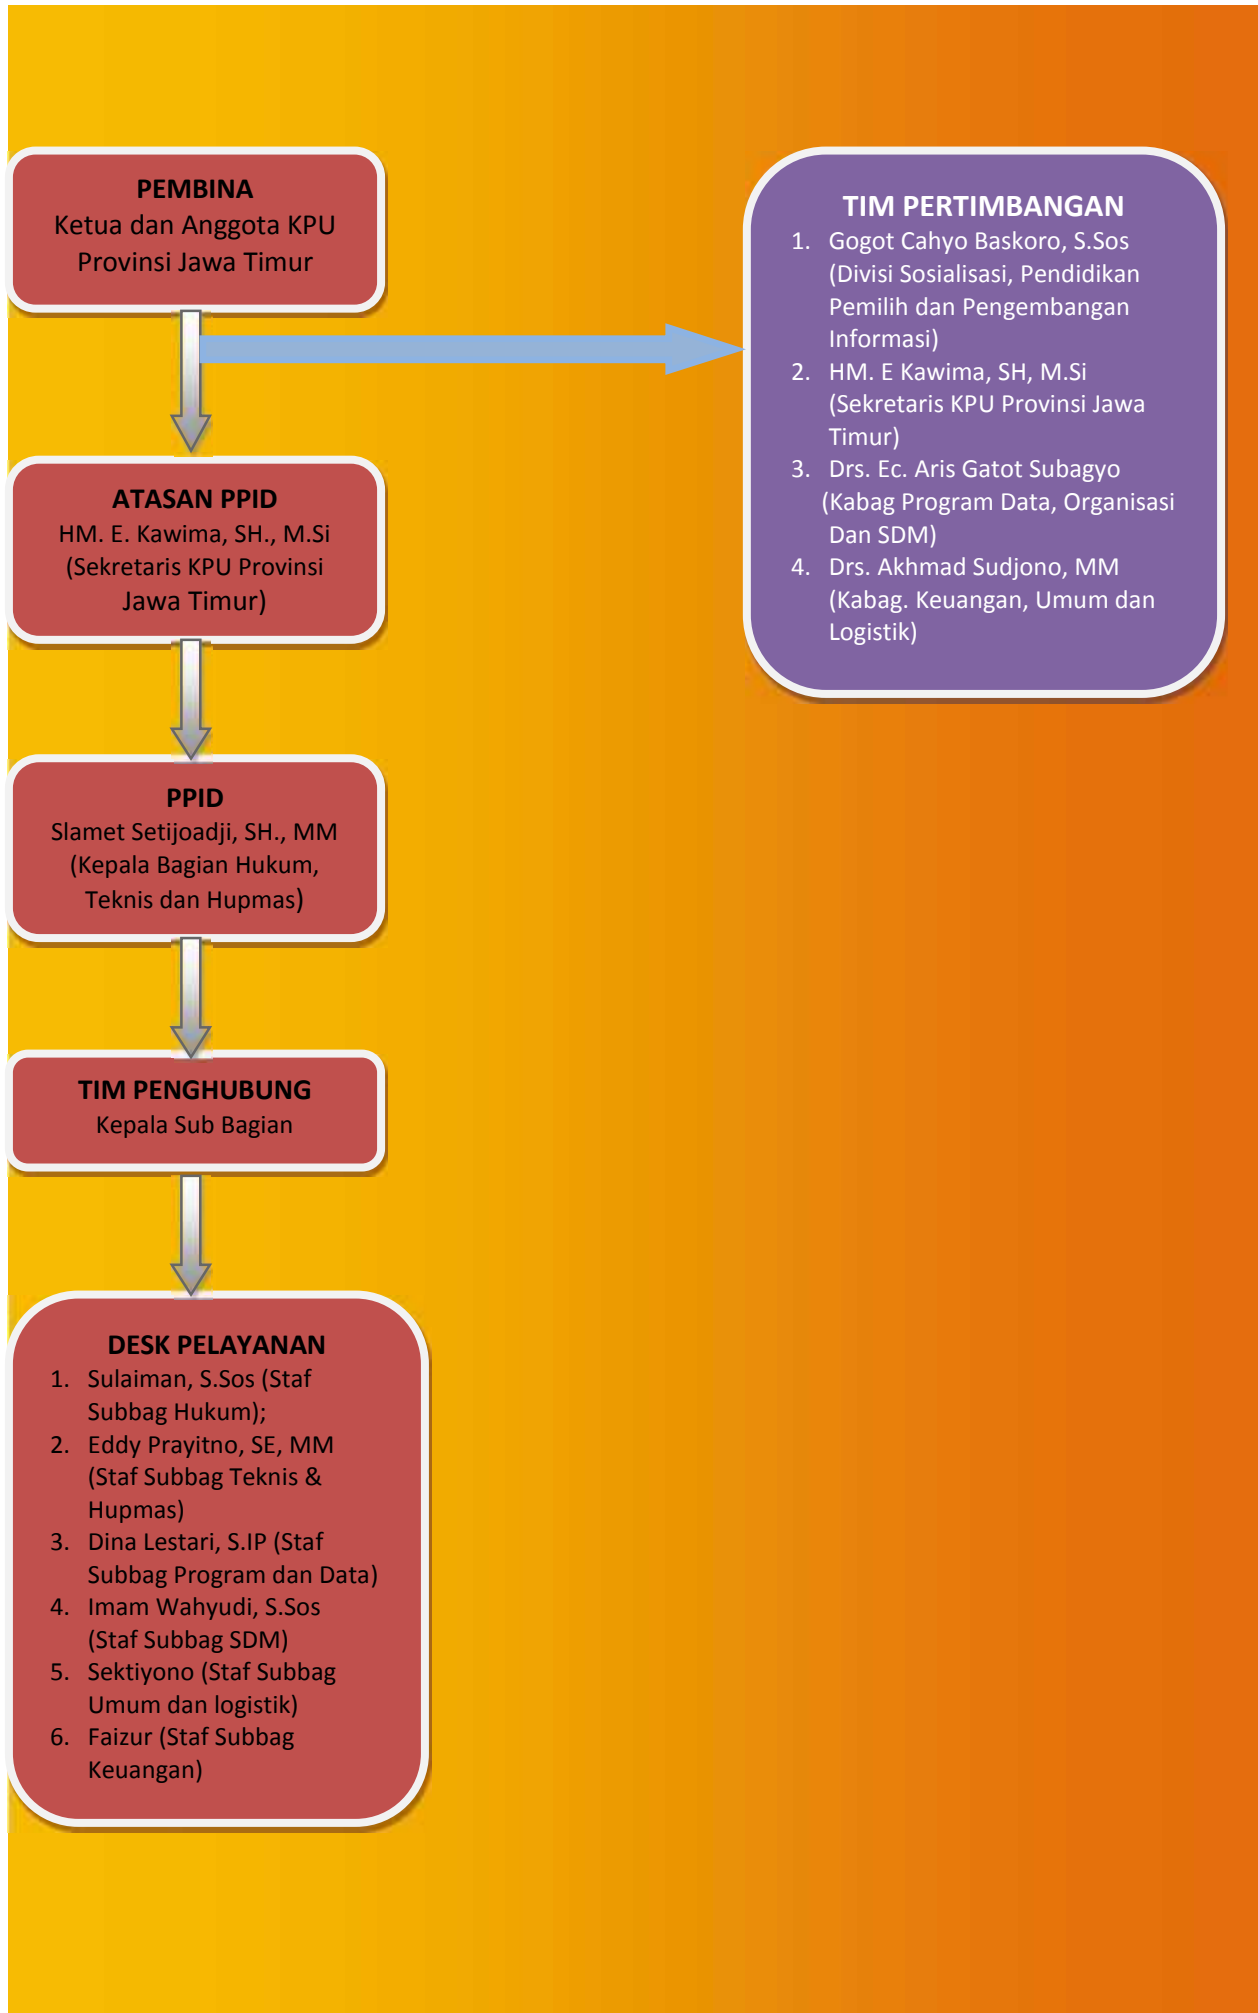 PEMBINA
Ketua dan Anggota KPU
Provinsi Jawa Timur
TIM PERTIMBANGAN
1. Gogot Cahyo Baskoro, S.Sos
(Divisi Sosialisasi, Pendidikan
Pemilih dan Pengembangan
Informasi)
2. HM. E Kawima, SH, M.Si
(Sekretaris KPU Provinsi Jawa
Timur)
3. Drs. Ec. Aris Gatot Subagyo
(Kabag Program Data, Organisasi
Dan SDM)
4. Drs. Akhmad Sudjono, MM
(Kabag. Keuangan, Umum dan
Logistik)
ATASAN PPID
HM. E. Kawima, SH., M.Si
(Sekretaris KPU Provinsi
Jawa Timur)
PPID
Slamet Setijoadji, SH., MM
(Kepala Bagian Hukum,
Teknis dan Hupmas)
TIM PENGHUBUNG
Kepala Sub Bagian
DESK PELAYANAN
1. Sulaiman, S.Sos (Staf
Subbag Hukum);
2. Eddy Prayitno, SE, MM
(Staf Subbag Teknis &
Hupmas)
3. Dina Lestari, S.IP (Staf
Subbag Program dan Data)
4. Imam Wahyudi, S.Sos
(Staf Subbag SDM)
5. Sektiyono (Staf Subbag
Umum dan logistik)
6. Faizur (Staf Subbag
Keuangan)